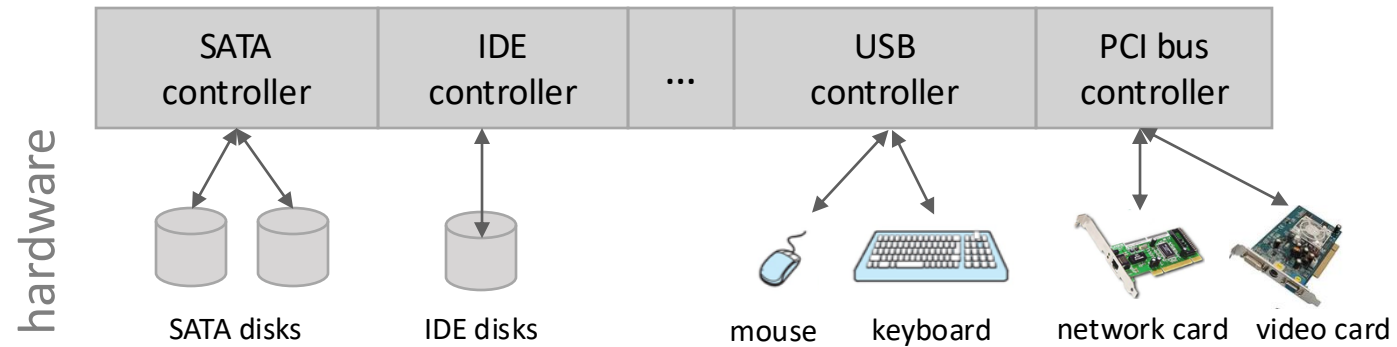 SATA
controller
IDE
controller
...
USB
controller
PCI bus
controller
hardware
SATA disks
IDE disks
mouse
keyboard
network card
video card